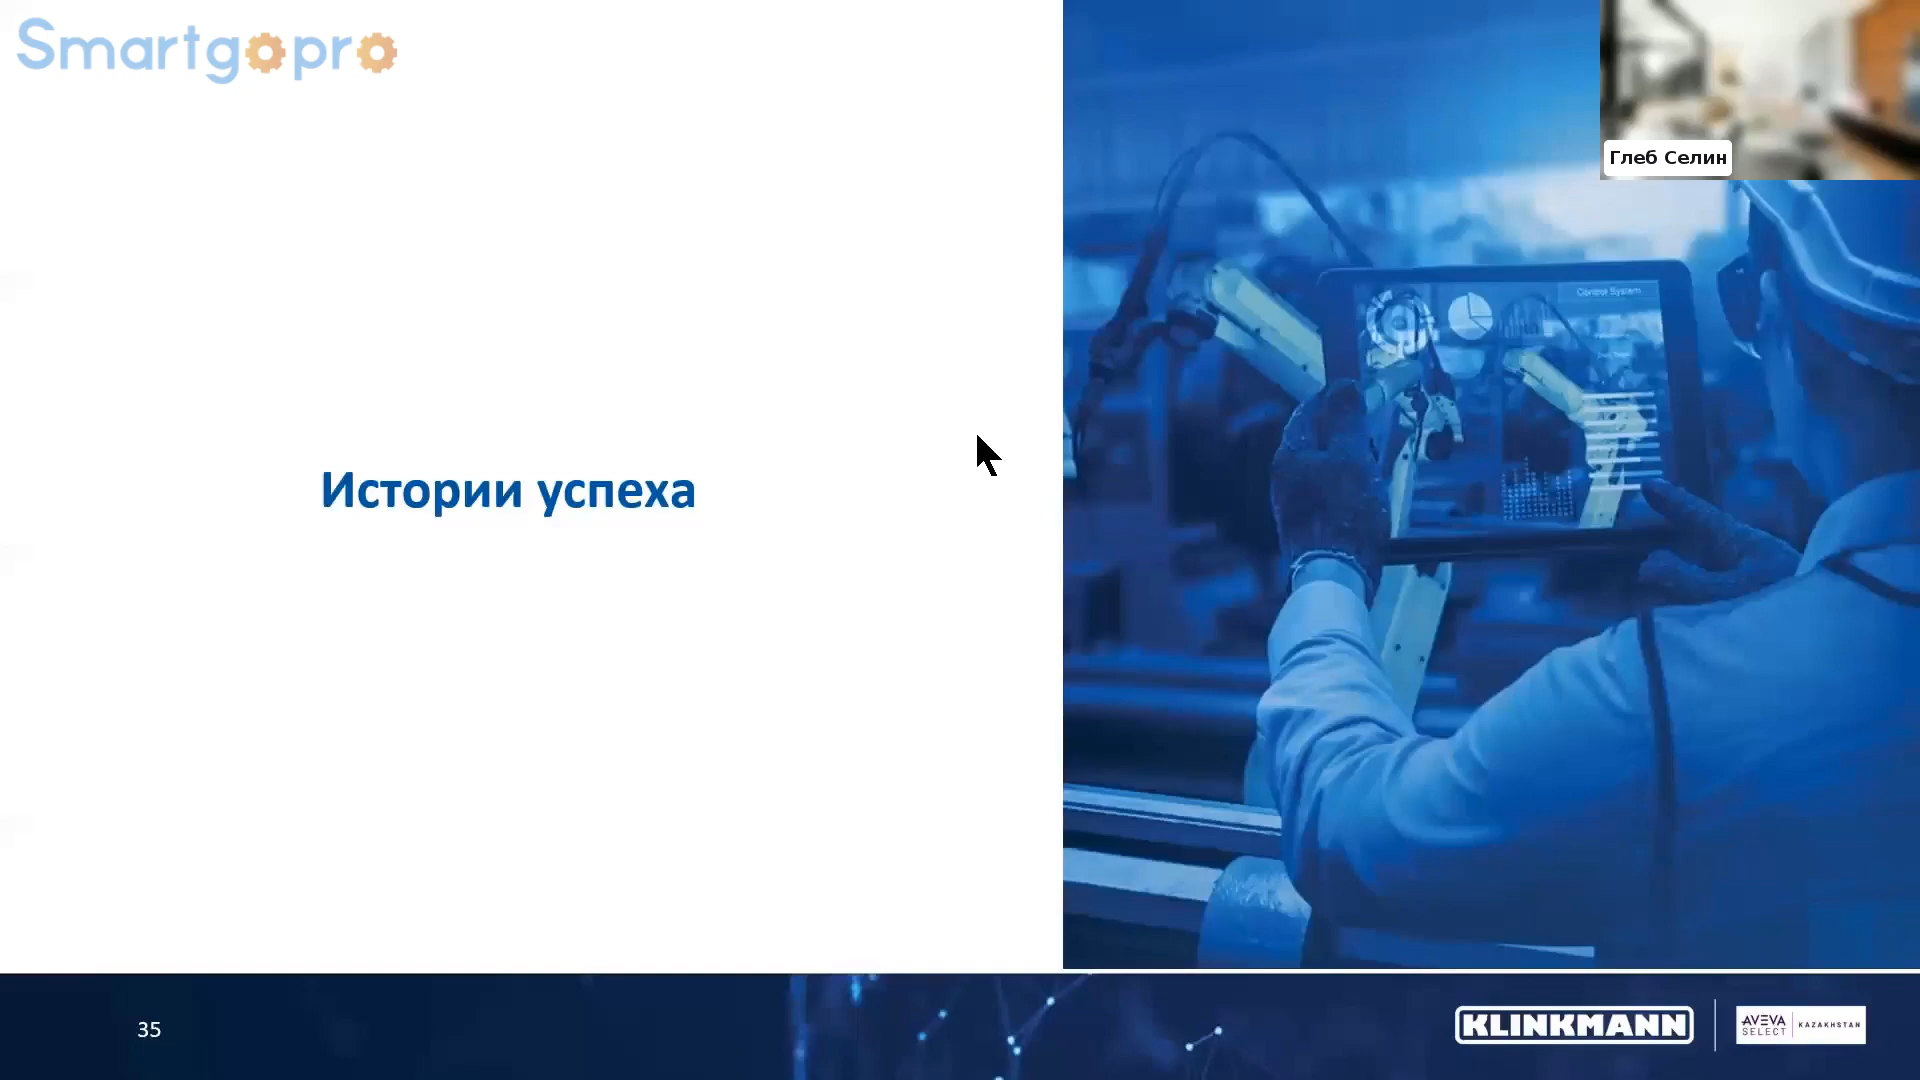 Smartgopro
Глеб Селин
Control System
Истории успеха
35
KLINKMANN
AVEVA
SELECT
KAZAKHSTAN